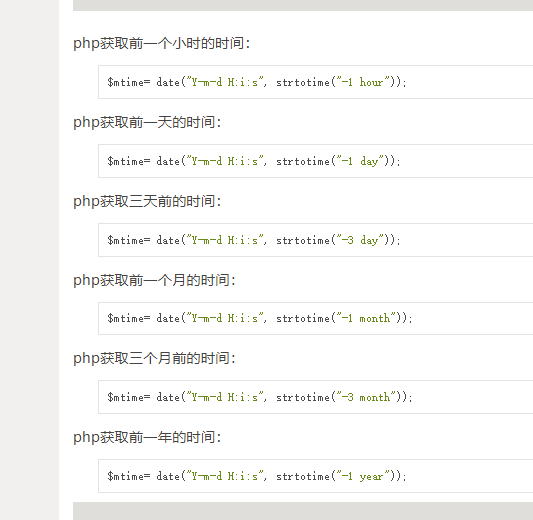 php获取前一个小时的时间：
$mtime= date("Y-m-d H:i:s", strtotime("-1 hour"));
php获取前一天的时间：
$mtime= date("Y-m-d H:i:s", strtotime("-1 day"));
php获取三天前的时间：
$mtime= date("Y-m-d H:i:s", strtotime("-3 day"));
php获取前一个月的时间：
$mtime= date("Y-m-d H:i:s", strtotime("-1 month"));
php获取三个月前的时间：
$mtime= date("Y-m-d H:i:s", strtotime("-3 month"));
php获取前一年的时间：
$mtime= date("Y-m-d H:i:s", strtotime("-1 year"));